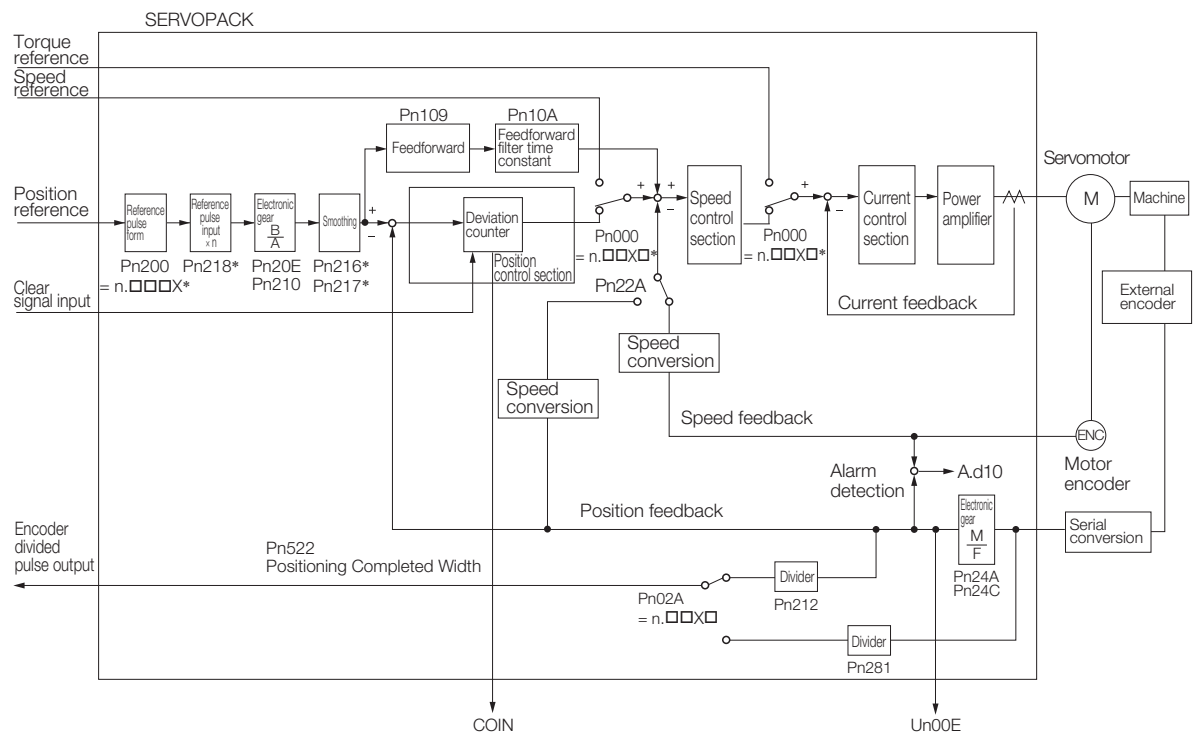 SERVOPACK
Torque
reference
Speed
reference
Pn109
Pn10A
Feedforward
Feedforward
filter time
constant
Servomotor
Position
reference
Reference
pulse
form
Reference
pulse
input
×n
Electronic
gear
B
A
Smoothing
+
−
Deviation
counter
Position
control section
+
+
−
Speed
control
section
+
−
Current
control
section
Power
amplifier
M
Machine
Pn200
= n.□□□X*
Pn218*
Pn20E
Pn210
Pn216*
Pn217*
Pn000
= n.□□X□*
Pn000
= n.□□X□*
Clear
signal input
Pn22A
Current feedback
External
encoder
Speed
conversion
Speed
conversion
Speed feedback
ENC
Motor
encoder
Alarm
detection
A.d10
Position feedback
Electronic
gear
M
F
Pn24A
Pn24C
Serial
conversion
Encoder
divided
pulse output
Pn522
Positioning Completed Width
Pn02A
= n.□□X□
Divider
Pn212
Divider
Pn281
COIN
Un00E